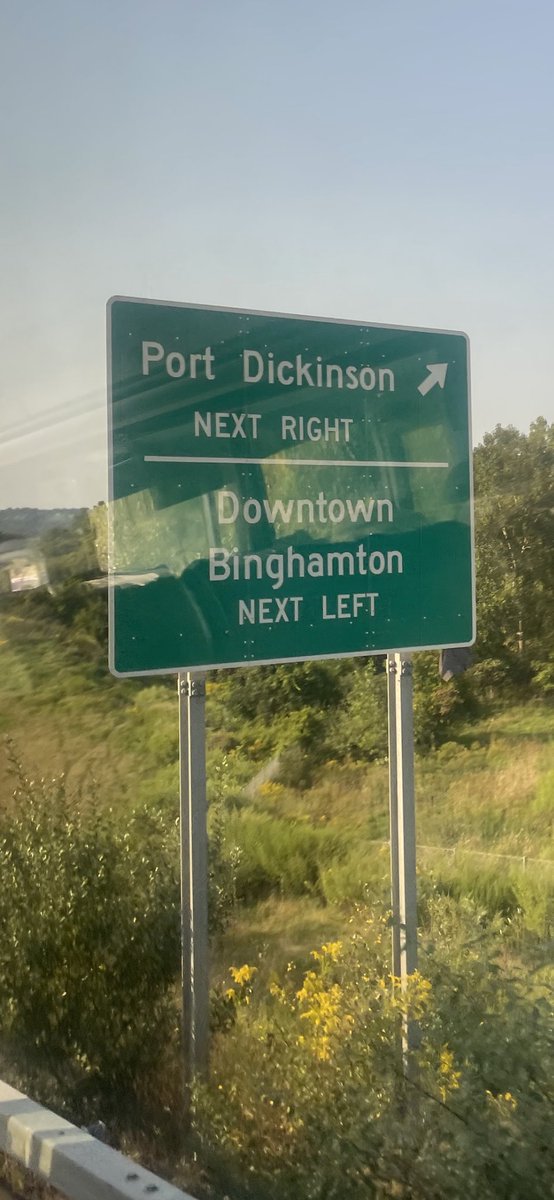 Port Dickinson
NEXT RIGHT
Downtown
Binghamton
NEXT LEFT